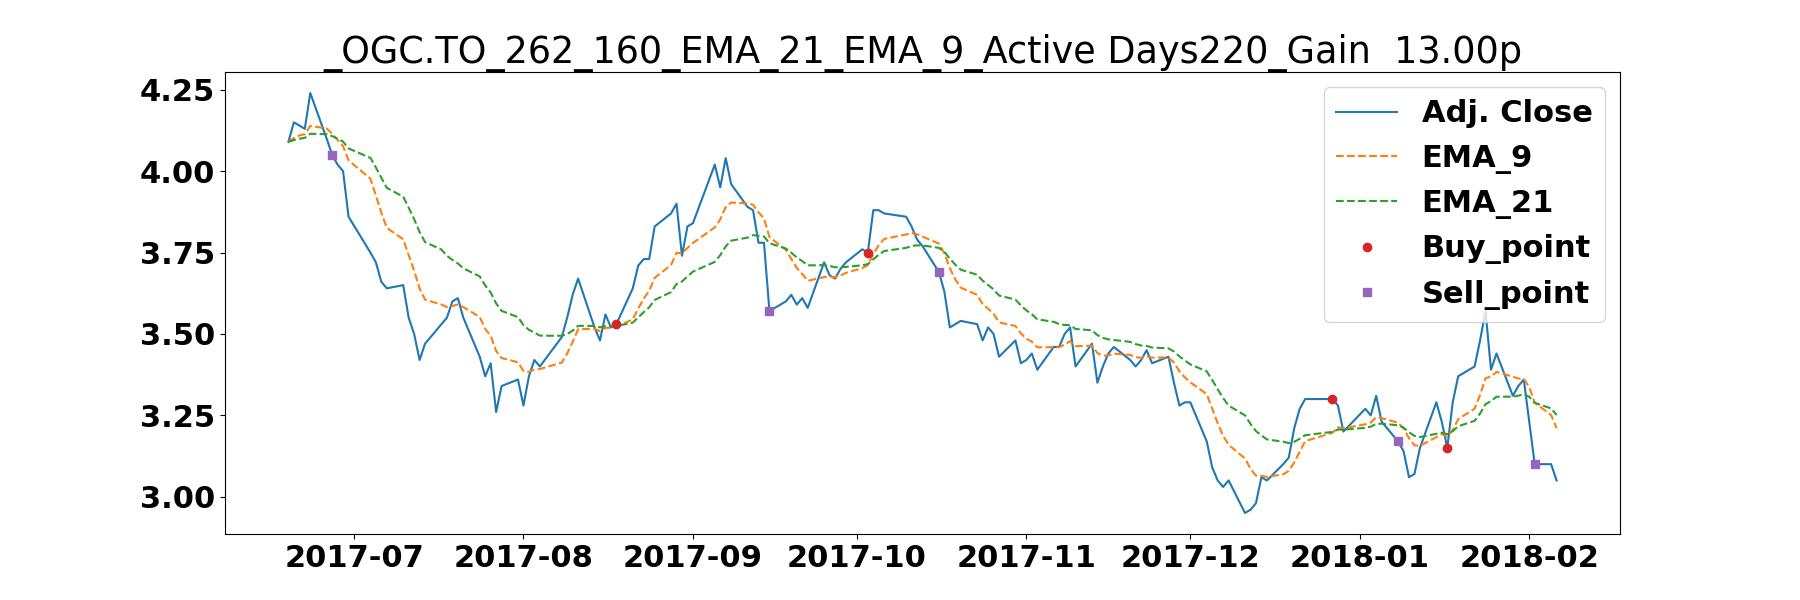 _OGC.TO_262_160_EMA_21_EMA_9_Active Days220_Gain  13.00p
4.25
4.00
3.75
3.50
3.25
3.00
Adj. Close
EMA_9
EMA_21
Buy_point
Sell_point
2017-07 2017-08 2017-09 2017-10 2017-11 2017-12 2018-01 2018-02